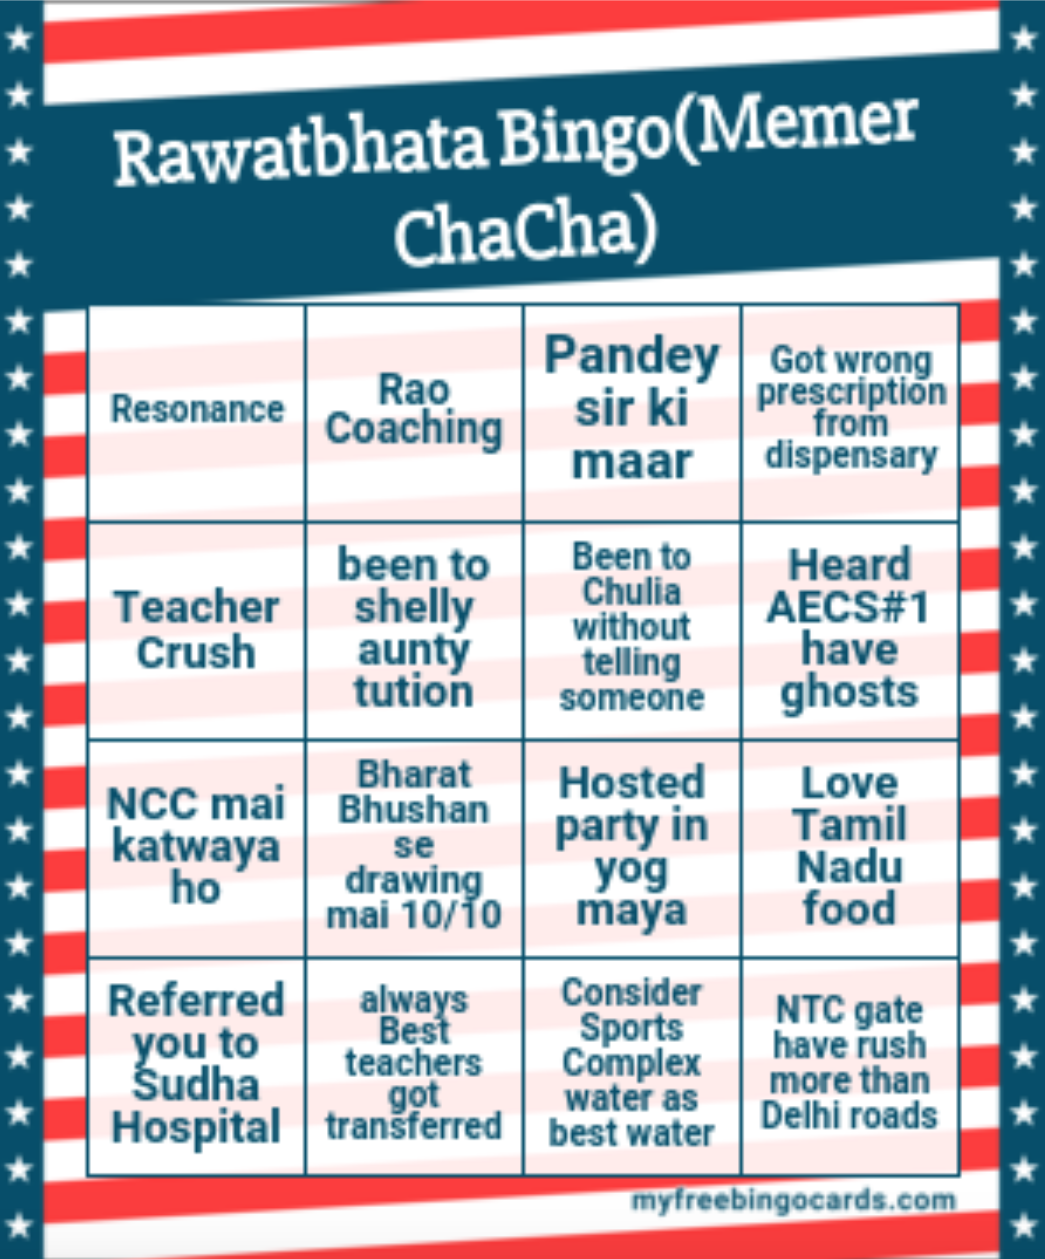 Rawatbhata Bingo(Memer
ChaCha)
Resonance
Rao
Coaching
Pandey
sir ki
maar
Got wrong
prescription
from
dispensary
Teacher
Crush
been to
shelly
aunty
tution
Been to
Chulia
without
telling
someone
Heard
AECS#1
have
ghosts
NCC mai
katwaya
ho
Bharat
Bhushan
se
drawing
mai 10/10
Hosted
party in
yog
maya
Love
Tamil
Nadu
food
Referred
you to
Sudha
Hospital
always
Best
teachers
got
transferred
Consider
Sports
Complex
water as
best water
NTC gate
have rush
more than
Delhi roads
myfreebingocards.com